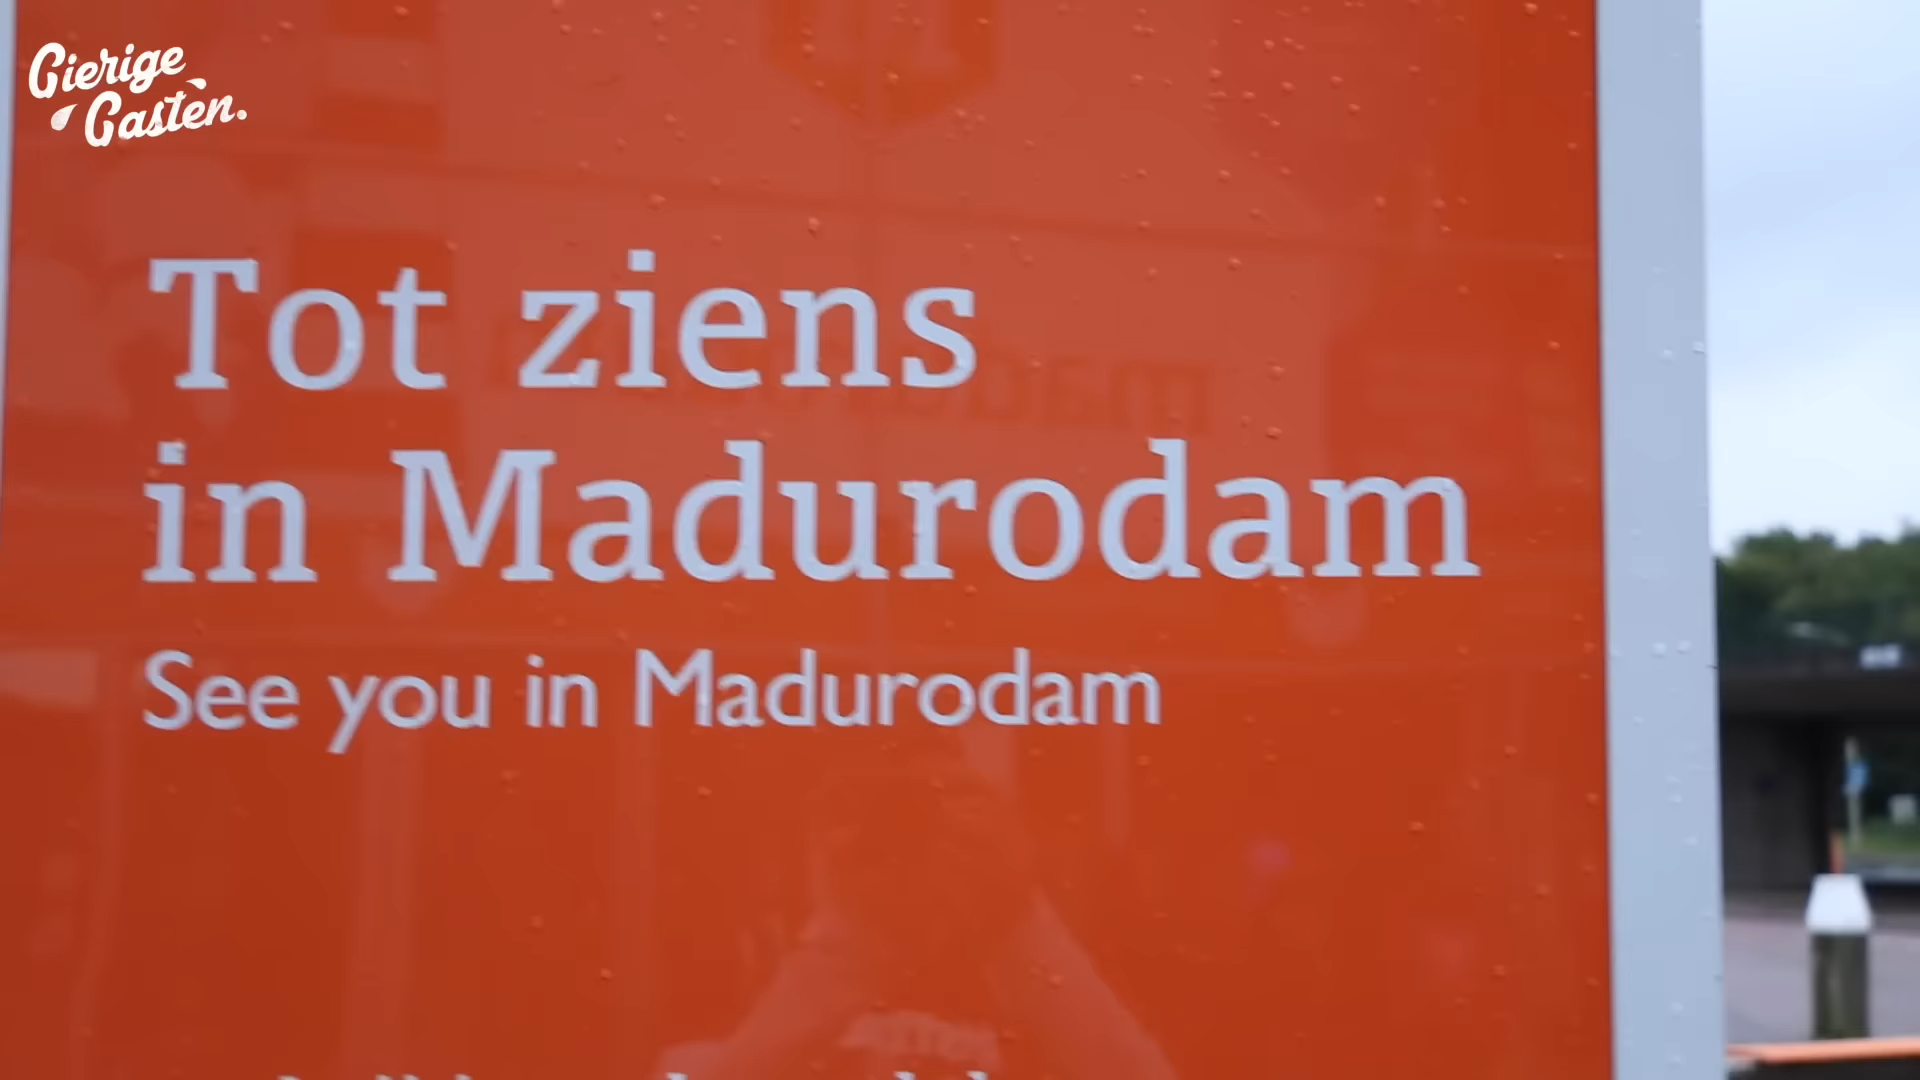 Gierige
Gasten.
Tot ziens
in Madurodam
See you in Madurodam